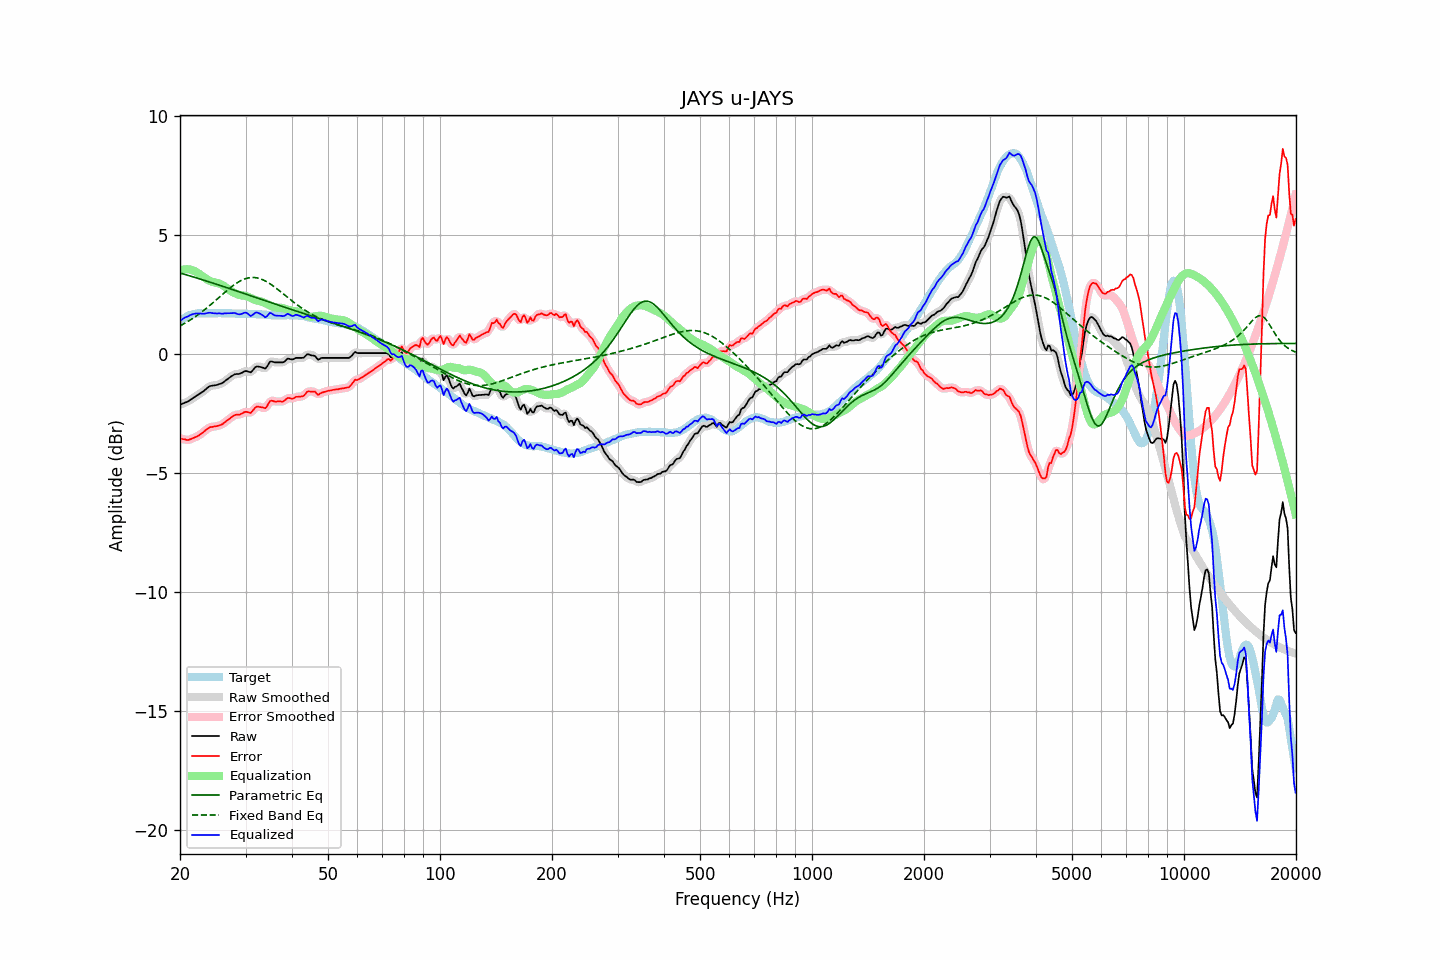 JAYS u-JAYS
10
5
0
−5
−10
−15
−20
Amplitude (dBr)
Target
Raw Smoothed
Error Smoothed
Raw
Error
Equalization
Parametric Eq
Fixed Band Eq
Equalized
20 50 100 200 500 1000 2000 5000 10000 20000
Frequency (Hz)